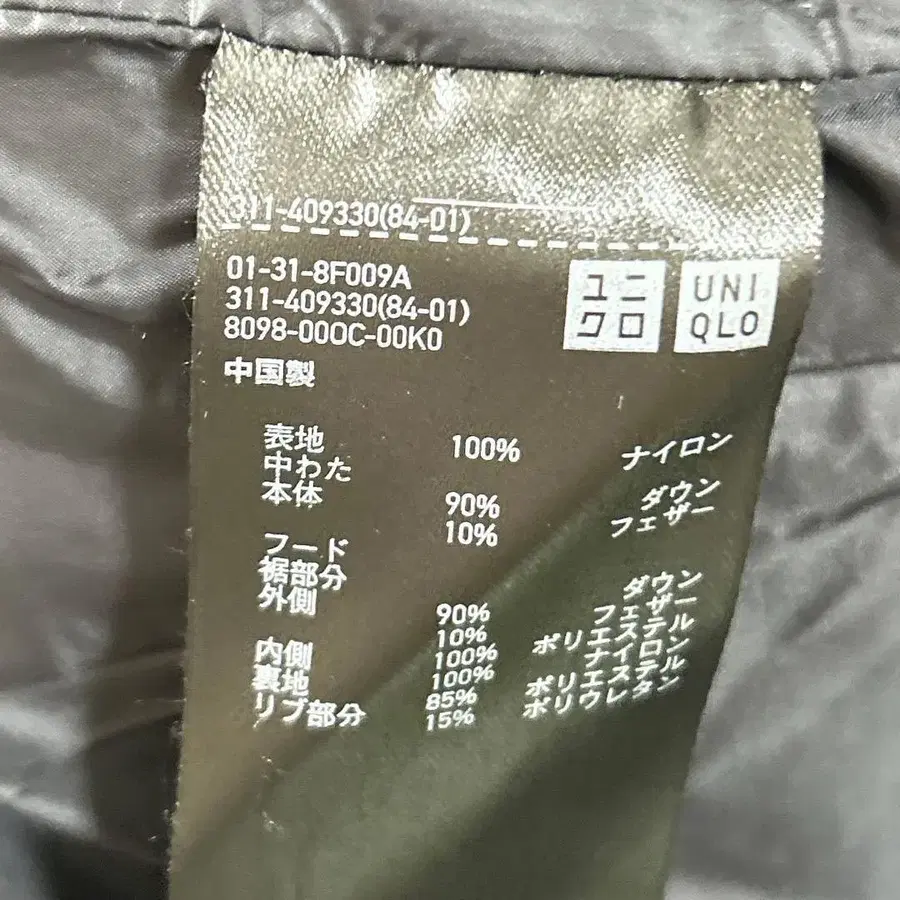 311-409330(84-01)
01-31-8F009A
311-409330(84-01)
8098-000C-00K0
ユニクロ
UNIQLO
中国製
表地 100% ナイロン
中わた
本体 90% ダウン
10% フェザー
フード
裾部分
外側 90% ダウン
10% フェザー
内側 100% ポリエステル
裏地 100% ナイロン
リブ部分 85% ポリエステル
15% ポリウレタン